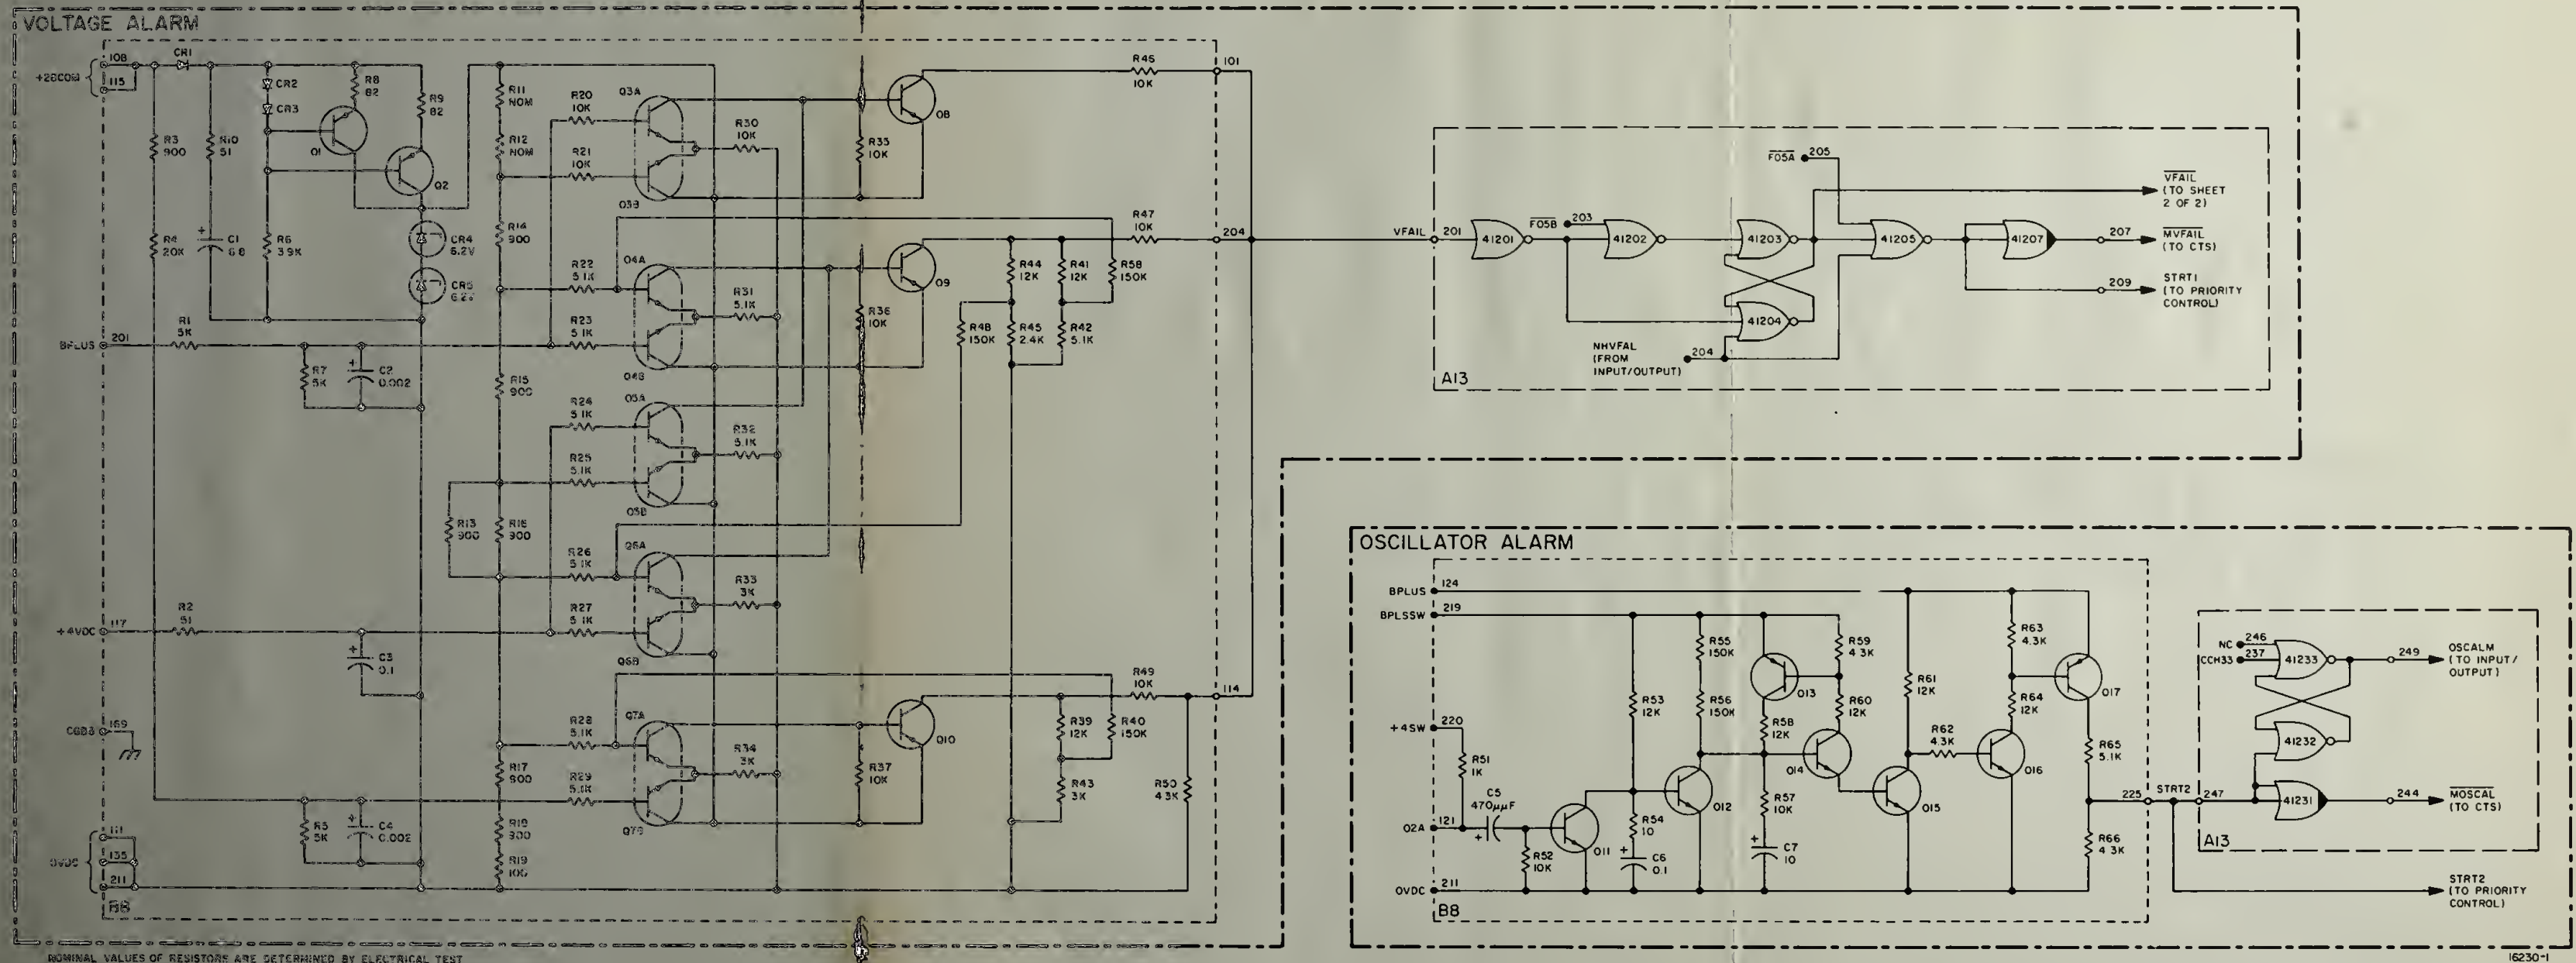 VOLTAGE ALARM
+28COM
108
115
CR1
CR2
CR3
R8
82
R9
82
R3
900
R10
51
Q1
Q2
R4
20K
C1
6.8
R6
3.9K
CR4
6.2V
CR5
6.2V
R1
5K
BPLUS
201
R7
5K
C2
0.002
R2
51
+4VDC
117
C3
0.1
169
R5
5K
C4
0.002
0VDC
111
135
211
B8
R11
NOM
R12
NOM
R14
900
R15
900
R13
900
R16
900
R17
900
R18
900
R19
100
R20
10K
R21
10K
R22
5.1K
R23
5.1K
R24
5.1K
R25
5.1K
R26
5.1K
R27
5.1K
R28
5.1K
R29
5.1K
Q3A
Q3B
Q4A
Q4B
Q5A
Q5B
Q6A
Q6B
Q7A
Q7B
R30
10K
R31
5.1K
R32
5.1K
R33
3K
R34
3K
R35
10K
R36
10K
R37
10K
Q8
Q9
Q10
R46
10K
101
R47
10K
204
R44
12K
R41
12K
R58
150K
R48
150K
R45
2.4K
R42
5.1K
R49
10K
114
R39
12K
R40
150K
R43
3K
R50
4.3K
VFAIL
201
41201
F05B
203
41202
41203
41204
F05A
205
41205
41207
NHVFAL
(FROM
INPUT/OUTPUT)
204
A13
VFAIL
(TO SHEET
2 OF 2)
207
MVFAIL
(TO CTS)
209
STRT1
(TO PRIORITY
CONTROL)
OSCILLATOR ALARM
BPLUS
124
BPLSSW
219
+4SW
220
R51
1K
C5
470µµF
Q2A
121
R52
10K
0VDC
211
B8
Q11
R53
12K
R54
10
C6
0.1
R55
150K
R56
150K
Q12
Q13
R58
12K
R57
10K
C7
10
R59
4.3K
R60
12K
Q14
R61
12K
Q15
R62
4.3K
R63
4.3K
R64
12K
Q16
Q17
R65
5.1K
R66
4.3K
225
STRT2
247
NC
246
CCH33
237
41233
41232
41231
A13
249
OSCALM
(TO INPUT/
OUTPUT)
244
MOSCAL
(TO CTS)
STRT2
(TO PRIORITY
CONTROL)
NOMINAL VALUES OF RESISTORS ARE DETERMINED BY ELECTRICAL TEST
16230-1